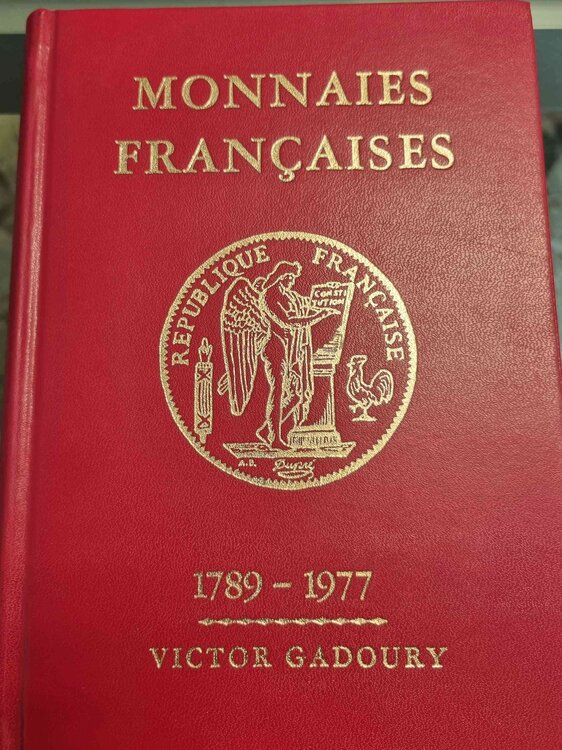 MONNAIES
FRANÇAISES
REPUBLIQUE FRANÇAISE
CONSTI
TUTION
A.D. Dupré
1789 - 1977
VICTOR GADOURY